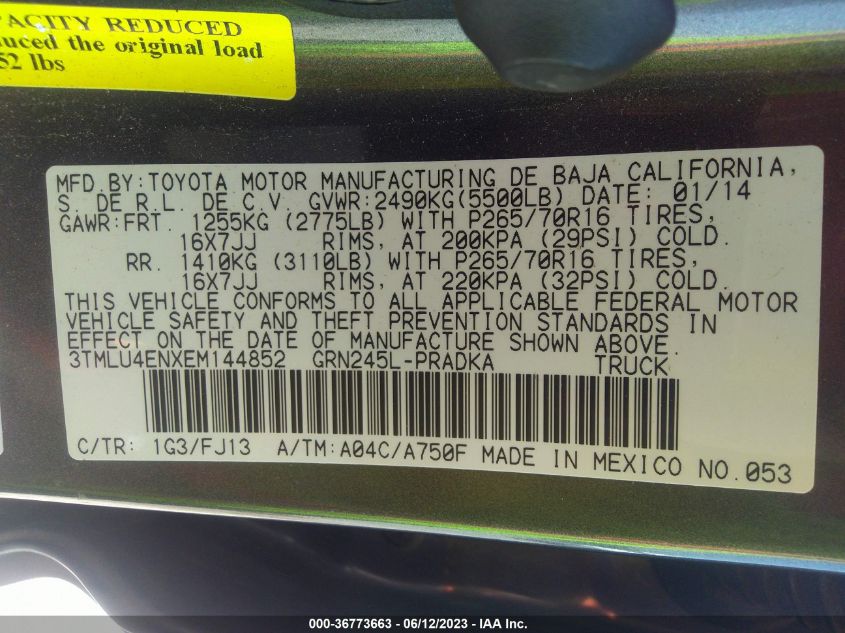 ACITY REDUCED
uced the original load
52 lbs
MFD.BY:TOYOTA MOTOR MANUFACTURING DE BAJA CALIFORNIA,
S. DE R.L. DE C.V. GVWR:2490KG(5500LB) DATE: 01/14
GAWR:FRT. 1255KG (2775LB) WITH P265/70R16 TIRES,
16X7JJ RIMS, AT 200KPA (29PSI) COLD.
RR. 1410KG (3110LB) WITH P265/70R16 TIRES,
16X7JJ RIMS, AT 220KPA (32PSI) COLD.
THIS VEHICLE CONFORMS TO ALL APPLICABLE FEDERAL MOTOR
VEHICLE SAFETY AND THEFT PREVENTION STANDARDS IN
EFFECT ON THE DATE OF MANUFACTURE SHOWN ABOVE.
3TMLU4ENXEM144852 GRN245L-PRADKA TRUCK
C/TR: 1G3/FJ13 A/TM:A04C/A750F MADE IN MEXICO NO.053
000-36773663 - 06/12/2023 - IAA Inc.